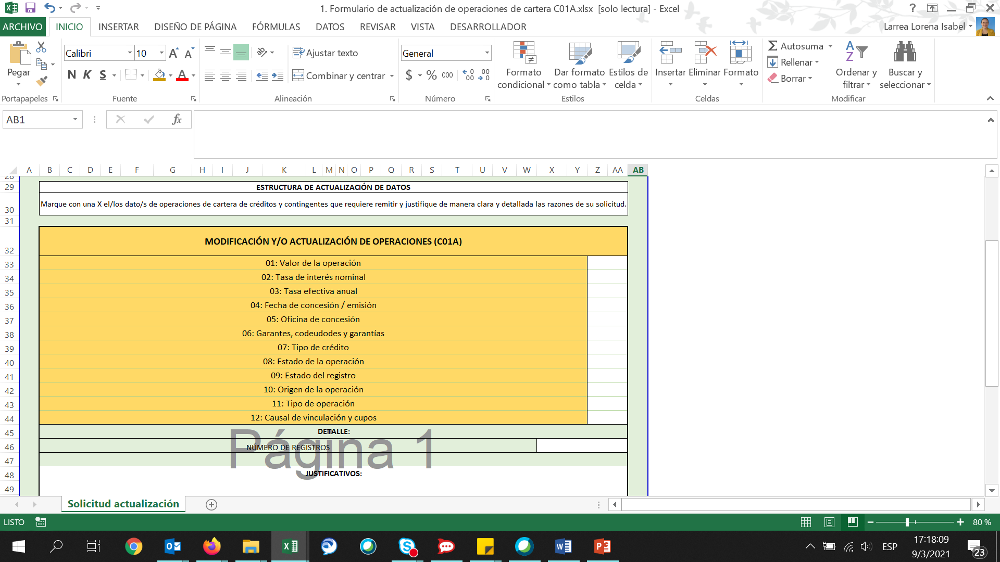 1. Formulario de actualización de operaciones de cartera C01A.xlsx [solo lectura] - Excel
ARCHIVO INICIO INSERTAR DISEÑO DE PÁGINA FÓRMULAS DATOS REVISAR VISTA DESARROLLADOR Larrea Lorena Isabel
Pegar
Portapapeles
Calibri 10
N K S
Fuente
Ajustar texto
Combinar y centrar
Alineación
General
$ % 000
Número
Formato condicional
Dar formato como tabla
Estilos de celda
Estilos
Insertar Eliminar Formato
Celdas
Autosuma
Rellenar
Borrar
Ordenar y filtrar
Buscar y seleccionar
Modificar
AB1 fx
A B C D E F G H I J K L M N O P Q R S T U V W X Y Z AA AB
28
29 ESTRUCTURA DE ACTUALIZACIÓN DE DATOS
30 Marque con una X el/los dato/s de operaciones de cartera de créditos y contingentes que requiere remitir y justifique de manera clara y detallada las razones de su solicitud.
31
32 MODIFICACIÓN Y/O ACTUALIZACIÓN DE OPERACIONES (C01A)
33 01: Valor de la operación
34 02: Tasa de interés nominal
35 03: Tasa efectiva anual
36 04: Fecha de concesión / emisión
37 05: Oficina de concesión
38 06: Garantes, codeudodes y garantías
39 07: Tipo de crédito
40 08: Estado de la operación
41 09: Estado del registro
42 10: Origen de la operación
43 11: Tipo de operación
44 12: Causal de vinculación y cupos
45 DETALLE:
46 NÚMERO DE REGISTROS
Página 1
47
48 JUSTIFICATIVOS:
49
Solicitud actualización
LISTO 80 %
ESP
17:18:09
9/3/2021
23